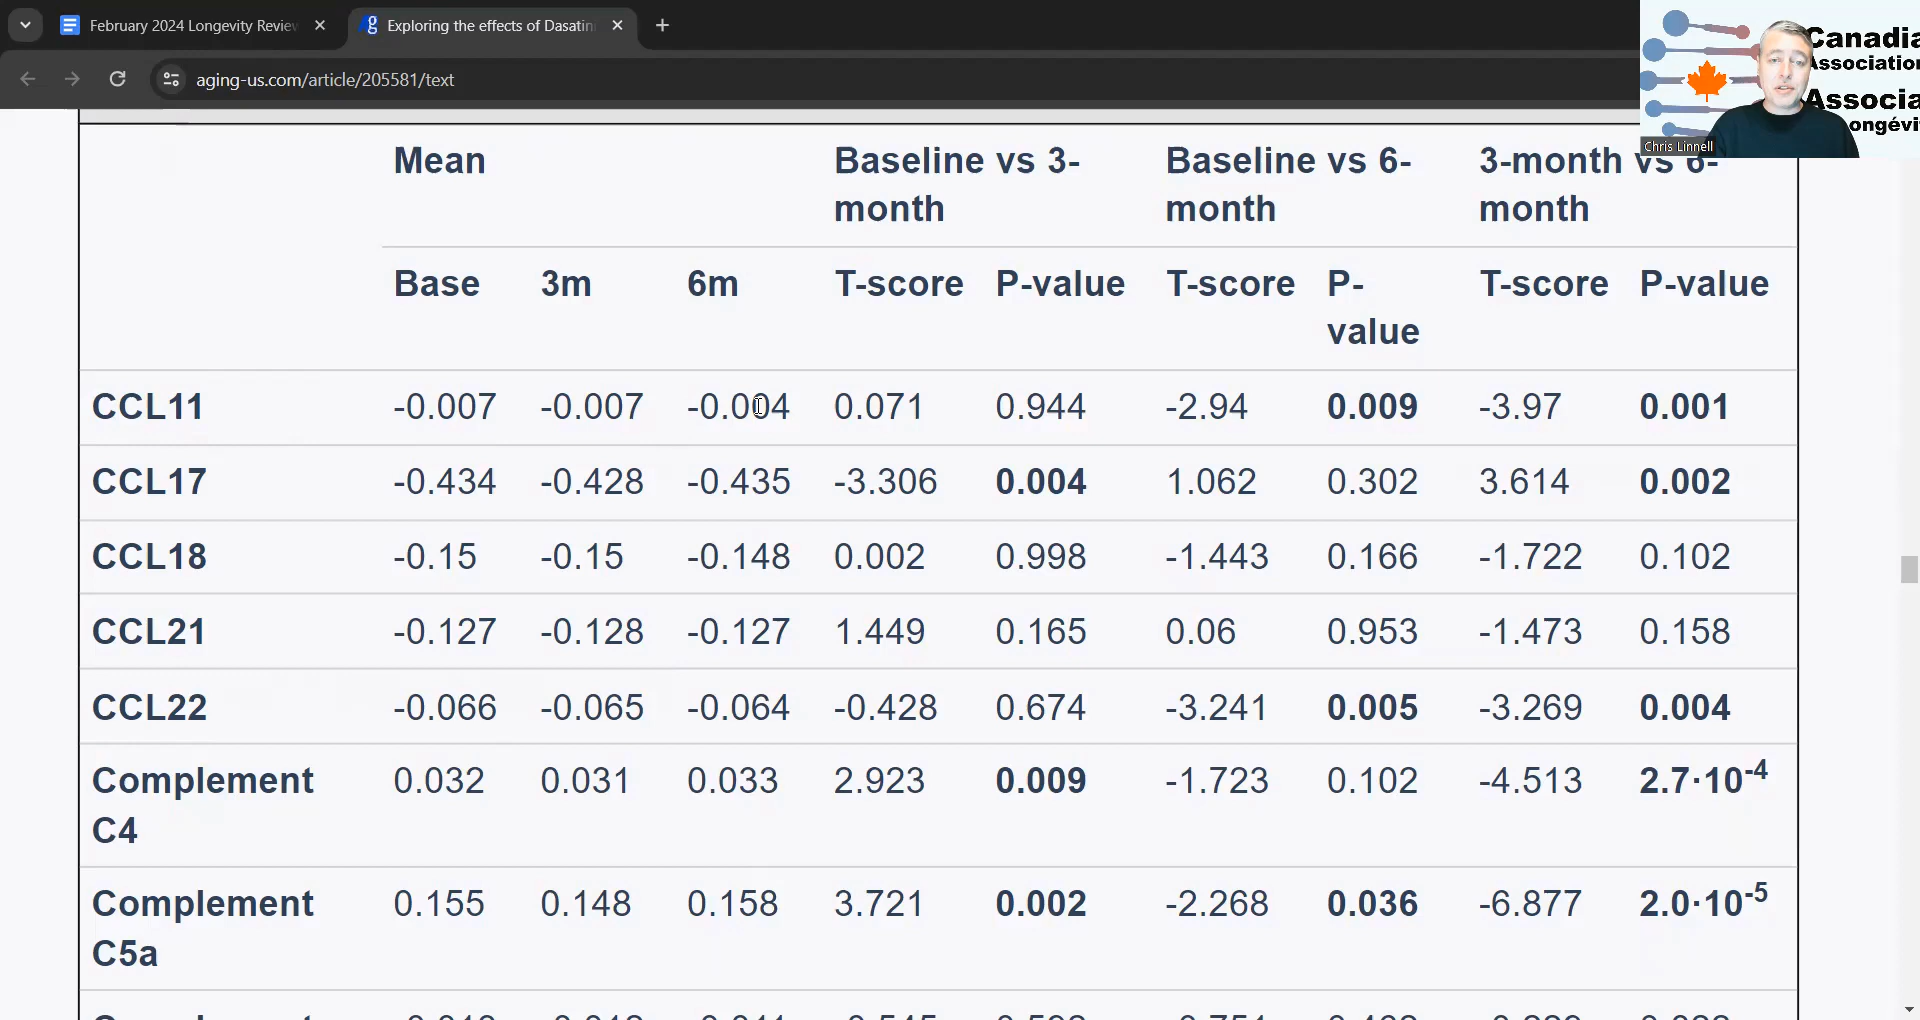 February 2024 Longevity Review
Exploring the effects of Dasatin
aging-us.com/article/205581/text
Canadia
Association
Associa
Longévi
Chris Linnell
Mean
Baseline vs 3-
month
Baseline vs 6-
month
3-month vs 6-
month
Base 3m 6m T-score P-value T-score P-
value T-score P-value
CCL11 -0.007 -0.007 -0.004 0.071 0.944 -2.94 0.009 -3.97 0.001
CCL17 -0.434 -0.428 -0.435 -3.306 0.004 1.062 0.302 3.614 0.002
CCL18 -0.15 -0.15 -0.148 0.002 0.998 -1.443 0.166 -1.722 0.102
CCL21 -0.127 -0.128 -0.127 1.449 0.165 0.06 0.953 -1.473 0.158
CCL22 -0.066 -0.065 -0.064 -0.428 0.674 -3.241 0.005 -3.269 0.004
Complement
C4 0.032 0.031 0.033 2.923 0.009 -1.723 0.102 -4.513 2.7·10⁻⁴
Complement
C5a 0.155 0.148 0.158 3.721 0.002 -2.268 0.036 -6.877 2.0·10⁻⁵